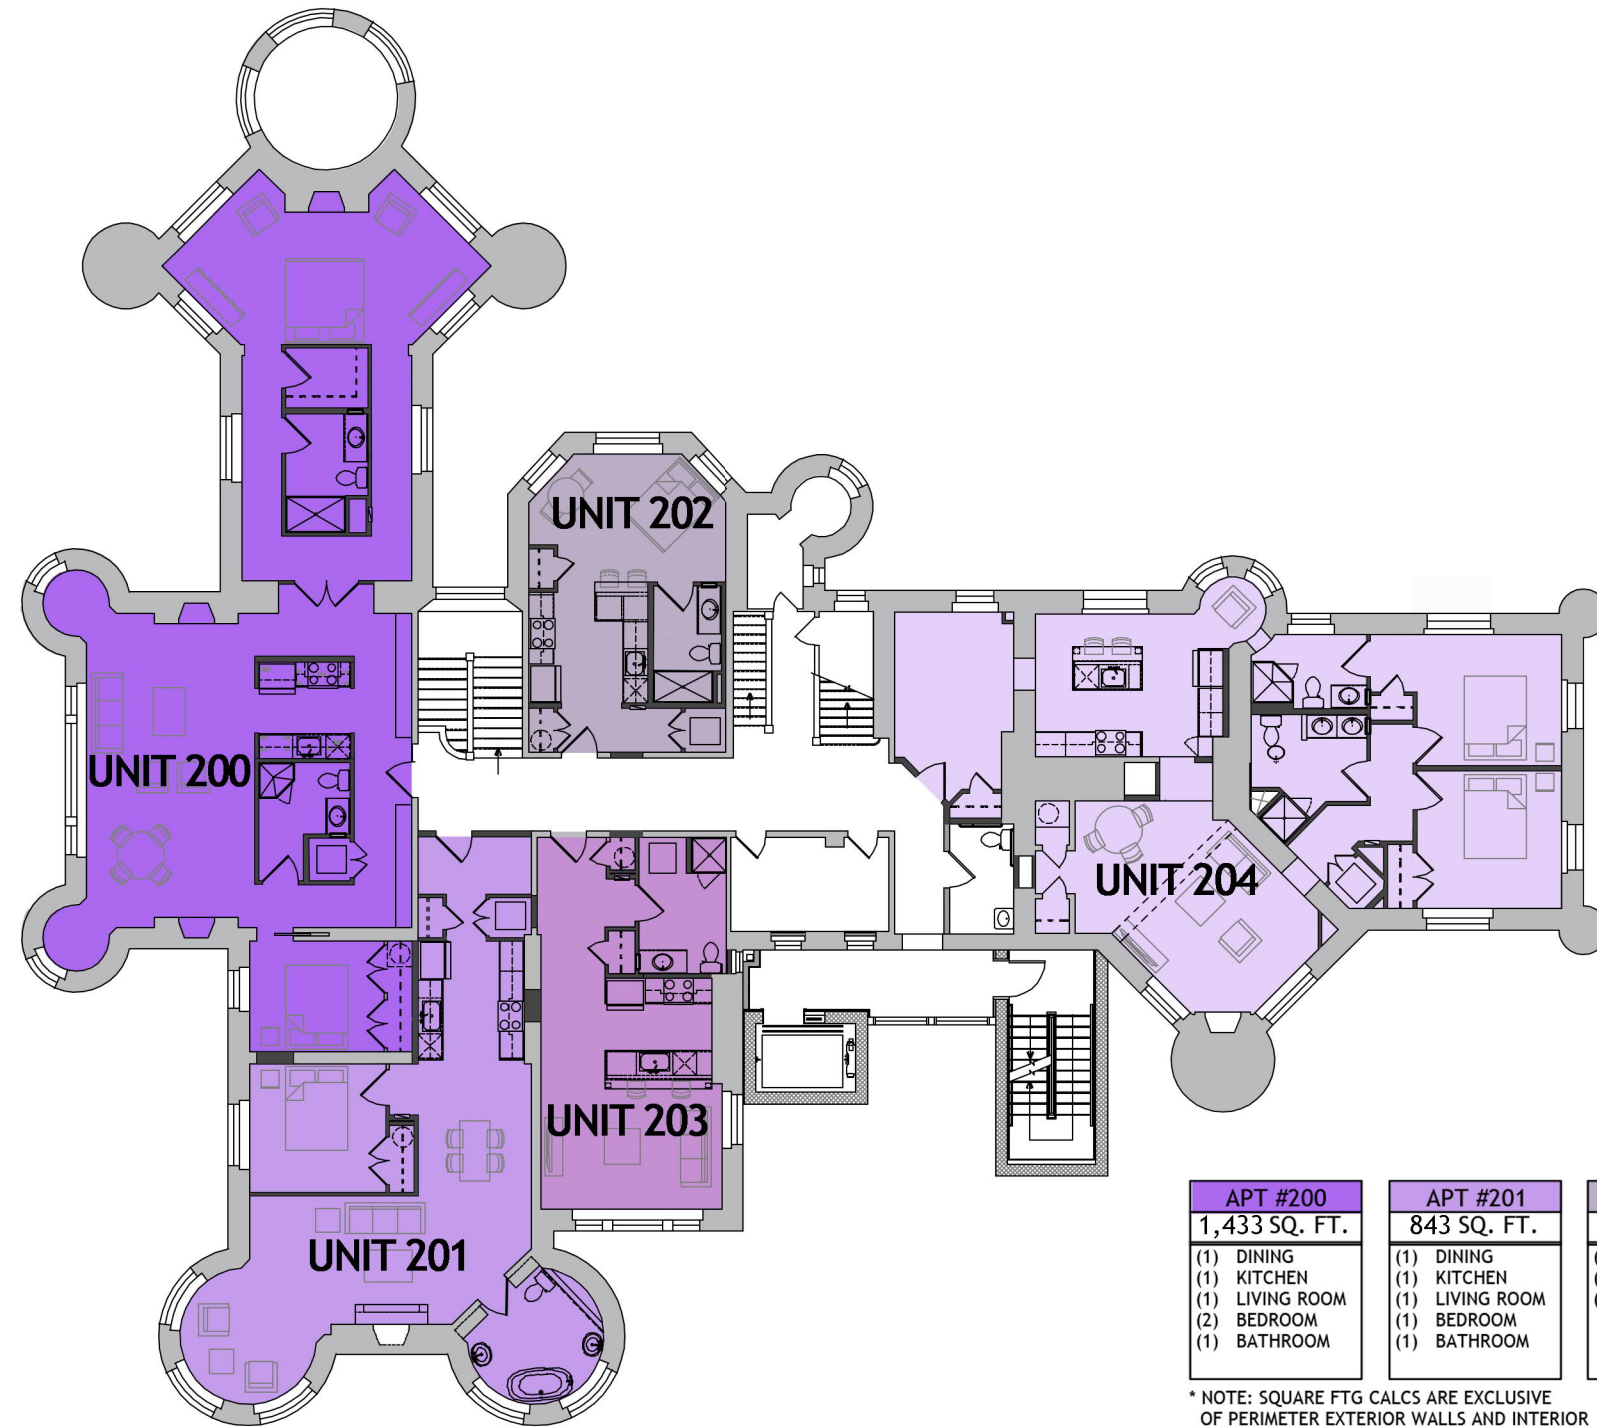 UNIT 202
UNIT 200
UNIT 204
UNIT 203
UNIT 201
APT #200
1,433 SQ. FT.
(1) DINING
(1) KITCHEN
(1) LIVING ROOM
(2) BEDROOM
(1) BATHROOM
APT #201
843 SQ. FT.
(1) DINING
(1) KITCHEN
(1) LIVING ROOM
(1) BEDROOM
(1) BATHROOM
* NOTE: SQUARE FTG CALCS ARE EXCLUSIVE
OF PERIMETER EXTERIOR WALLS AND INTERIOR